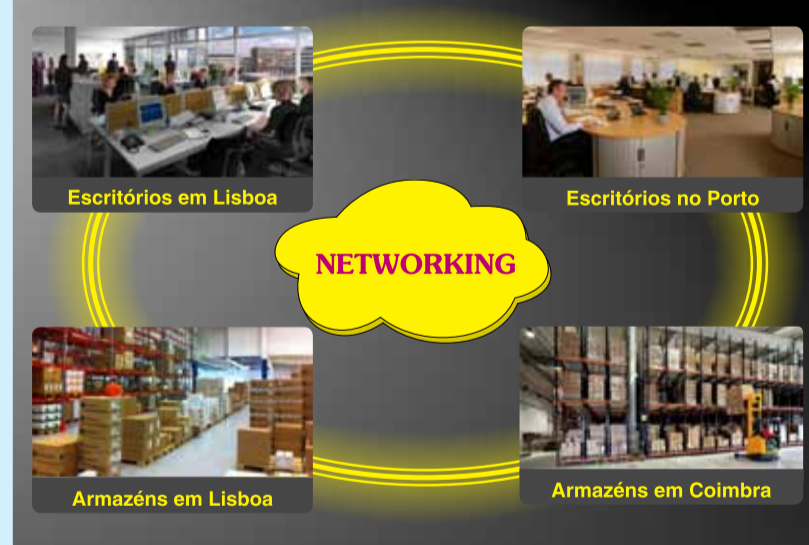 Escritórios em Lisboa
Escritórios no Porto
NETWORKING
Armazéns em Lisboa
Armazéns em Coimbra